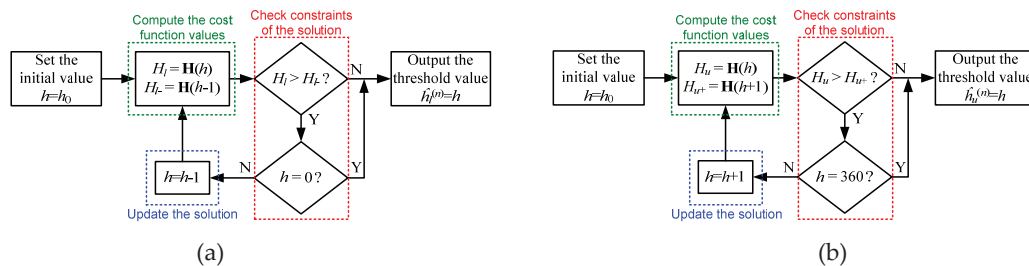 Compute the cost
function values
Check constraints
of the solution
Set the
initial value
h=h0
Hl = H(h)
Hl- = H(h-1)
Hl > Hl- ?
N
Output the
threshold value
ĥl(n)=h
Y
h=h-1
N
h = 0 ?
Y
Update the solution
(a)
Compute the cost
function values
Check constraints
of the solution
Set the
initial value
h=h0
Hu = H(h)
Hu+ = H(h+1)
Hu > Hu+ ?
N
Output the
threshold value
ĥu(n)=h
Y
h=h+1
N
h = 360 ?
Y
Update the solution
(b)